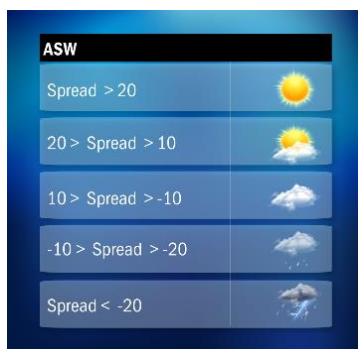 ASW
Spread > 20
20 > Spread > 10
10 > Spread > -10
-10 > Spread > -20
Spread < -20